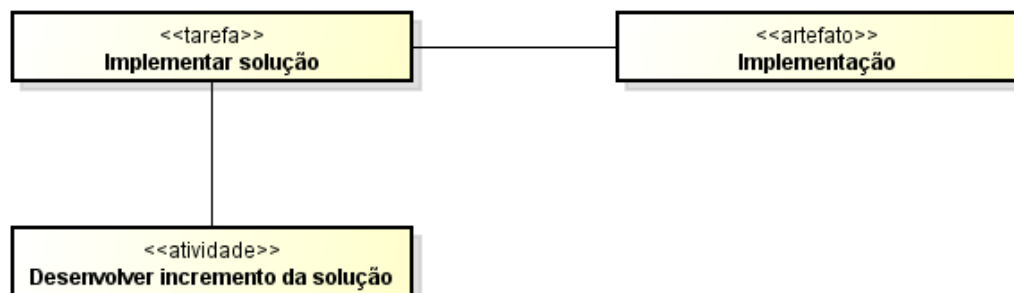 <<tarefa>>
Implementar solução
<<artefato>>
Implementação
<<atividade>>
Desenvolver incremento da solução